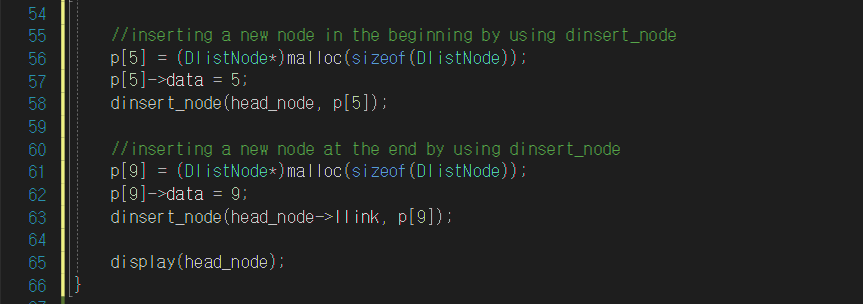 54
55 //inserting a new node in the beginning by using dinsert_node
56 p[5] = (DlistNode*)malloc(sizeof(DlistNode));
57 p[5]->data = 5;
58 dinsert_node(head_node, p[5]);
59
60 //inserting a new node at the end by using dinsert_node
61 p[9] = (DlistNode*)malloc(sizeof(DlistNode));
62 p[9]->data = 9;
63 dinsert_node(head_node->llink, p[9]);
64
65 display(head_node);
66 }